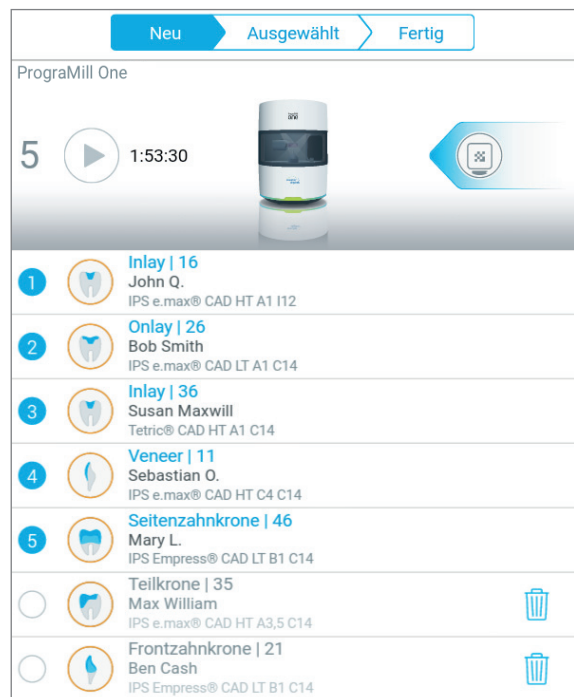 Neu
Ausgewählt
Fertig
PrograMill One
5
1:53:30
1
Inlay | 16
John Q.
IPS e.max® CAD HT A1 I12
2
Onlay | 26
Bob Smith
IPS e.max® CAD LT A1 C14
3
Inlay | 36
Susan Maxwill
Tetric® CAD HT A1 C14
4
Veneer | 11
Sebastian O.
IPS e.max® CAD HT C4 C14
5
Seitenzahnkrone | 46
Mary L.
IPS Empress® CAD LT B1 C14
Teilkrone | 35
Max William
IPS e.max® CAD HT A3,5 C14
Frontzahnkrone | 21
Ben Cash
IPS Empress® CAD LT B1 C14